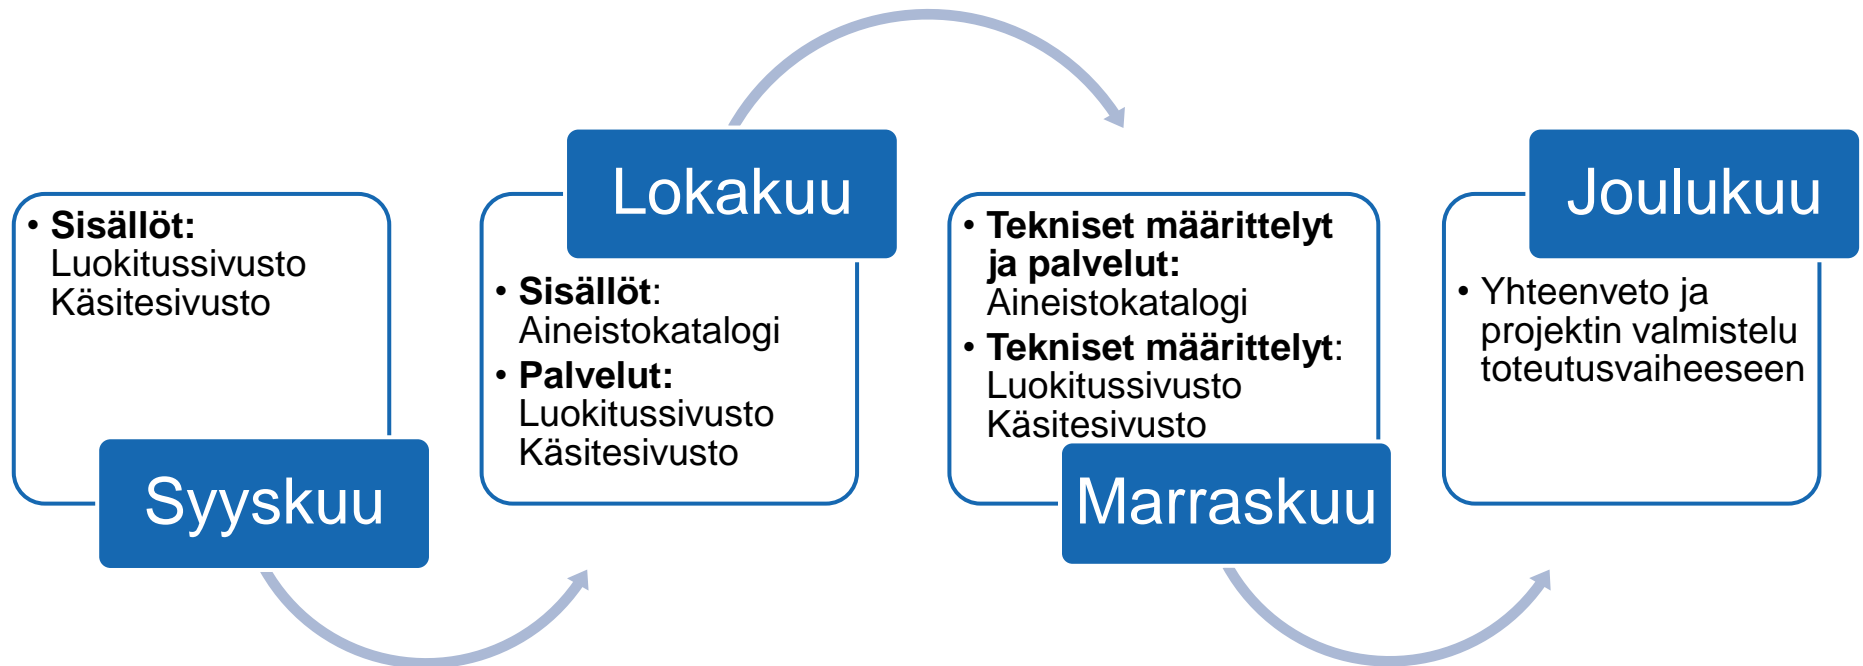 • Sisällöt:
Luokitussivusto
Käsitesivusto
Syyskuu
Lokakuu
• Sisällöt:
Aineistokatalogi
• Palvelut:
Luokitussivusto
Käsitesivusto
• Tekniset määrittelyt
ja palvelut:
Aineistokatalogi
• Tekniset määrittelyt:
Luokitussivusto
Käsitesivusto
Marraskuu
Joulukuu
• Yhteenveto ja
projektin valmistelu
toteutusvaiheeseen